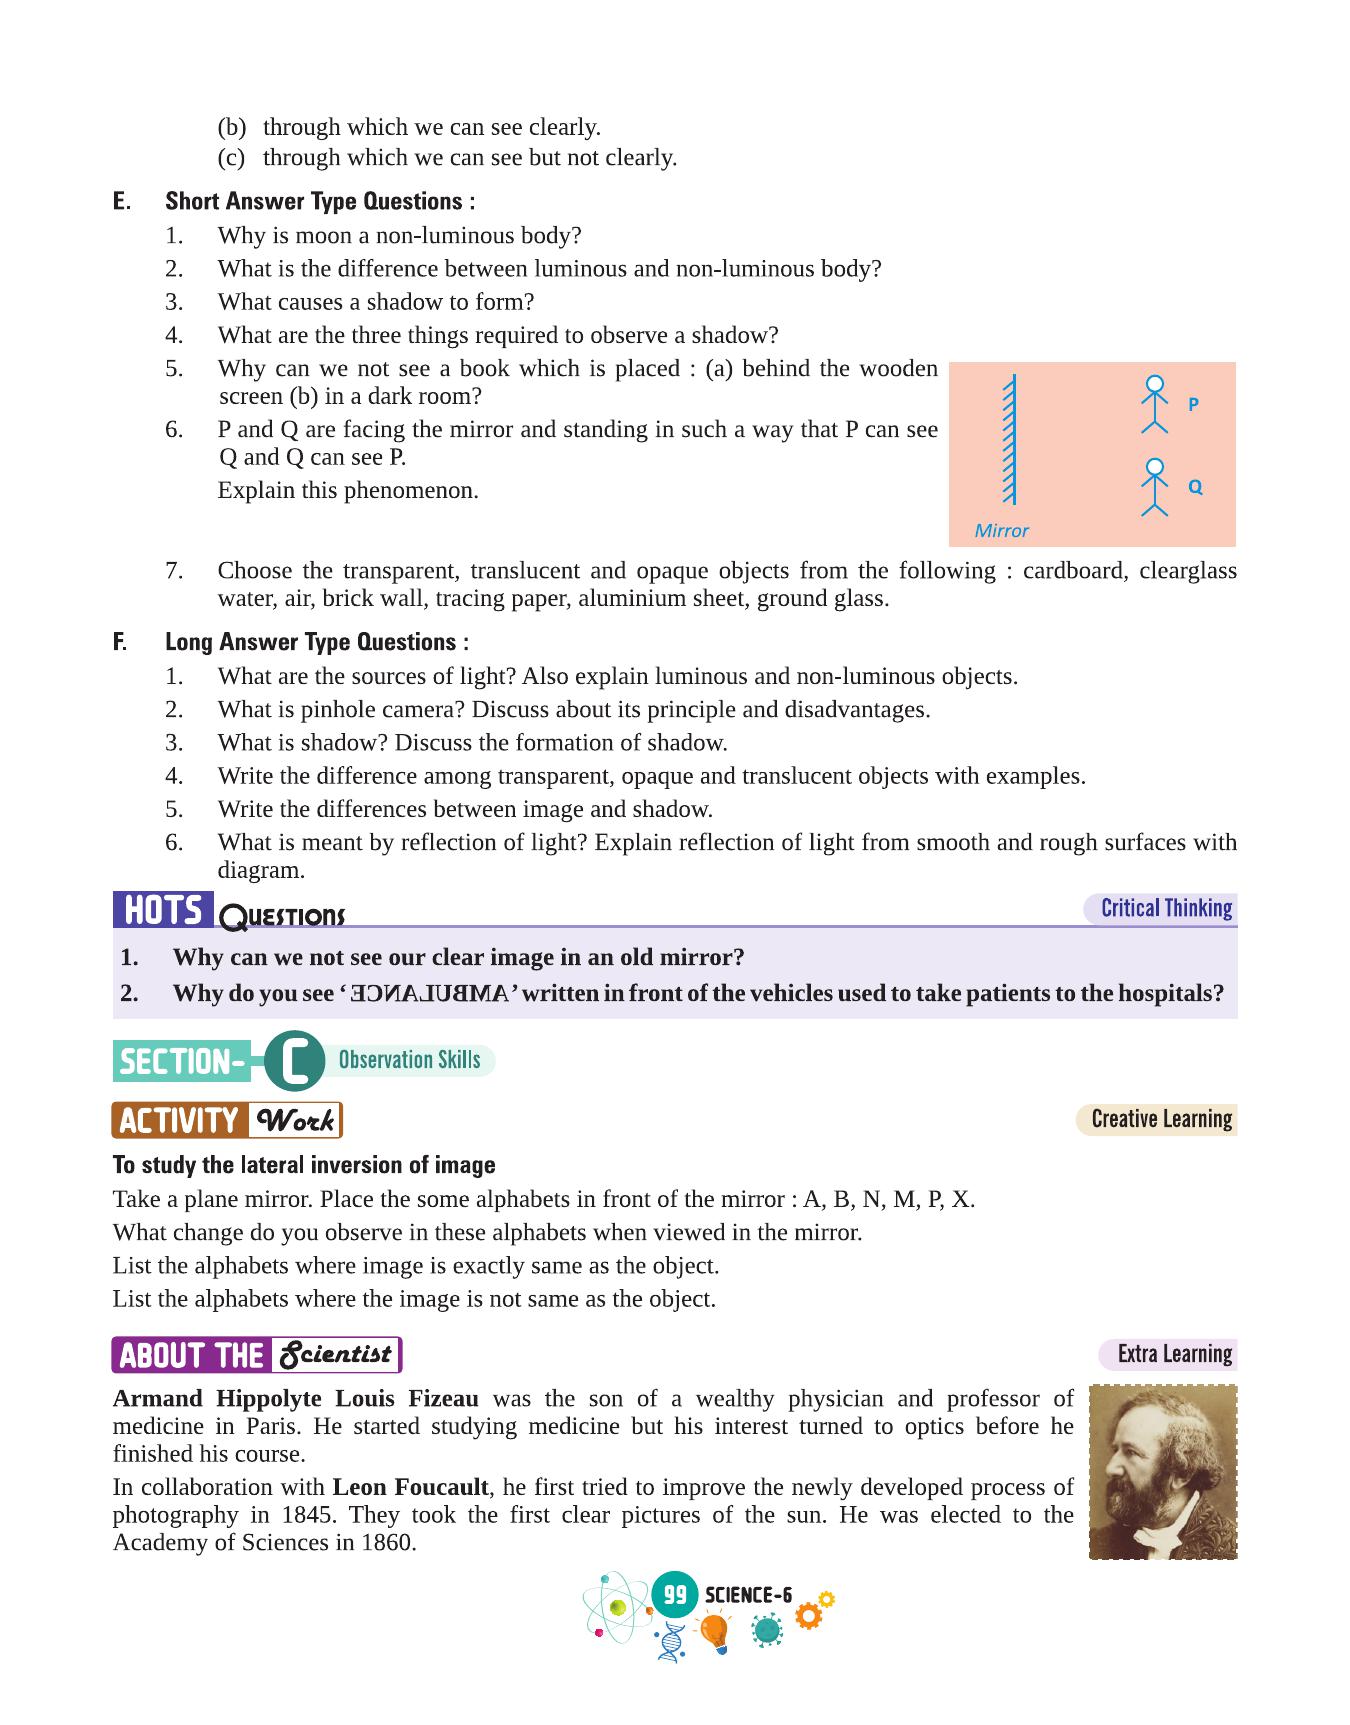 (b) through which we can see clearly.
(c) through which we can see but not clearly.
E. Short Answer Type Questions :
1. Why is moon a non-luminous body?
2. What is the difference between luminous and non-luminous body?
3. What causes a shadow to form?
4. What are the three things required to observe a shadow?
5. Why can we not see a book which is placed : (a) behind the wooden
screen (b) in a dark room?
6. P and Q are facing the mirror and standing in such a way that P can see
Q and Q can see P.
Explain this phenomenon.
P
Q
Mirror
7. Choose the transparent, translucent and opaque objects from the following : cardboard, clearglass
water, air, brick wall, tracing paper, aluminium sheet, ground glass.
F. Long Answer Type Questions :
1. What are the sources of light? Also explain luminous and non-luminous objects.
2. What is pinhole camera? Discuss about its principle and disadvantages.
3. What is shadow? Discuss the formation of shadow.
4. Write the difference among transparent, opaque and translucent objects with examples.
5. Write the differences between image and shadow.
6. What is meant by reflection of light? Explain reflection of light from smooth and rough surfaces with
diagram.
HOTS Questions Critical Thinking
1. Why can we not see our clear image in an old mirror?
2. Why do you see ‘AMBULANCE’ written in front of the vehicles used to take patients to the hospitals?
SECTION- C Observation Skills
ACTIVITY Work Creative Learning
To study the lateral inversion of image
Take a plane mirror. Place the some alphabets in front of the mirror : A, B, N, M, P, X.
What change do you observe in these alphabets when viewed in the mirror.
List the alphabets where image is exactly same as the object.
List the alphabets where the image is not same as the object.
ABOUT THE Scientist Extra Learning
Armand Hippolyte Louis Fizeau was the son of a wealthy physician and professor of
medicine in Paris. He started studying medicine but his interest turned to optics before he
finished his course.
In collaboration with Leon Foucault, he first tried to improve the newly developed process of
photography in 1845. They took the first clear pictures of the sun. He was elected to the
Academy of Sciences in 1860.
99 SCIENCE-6